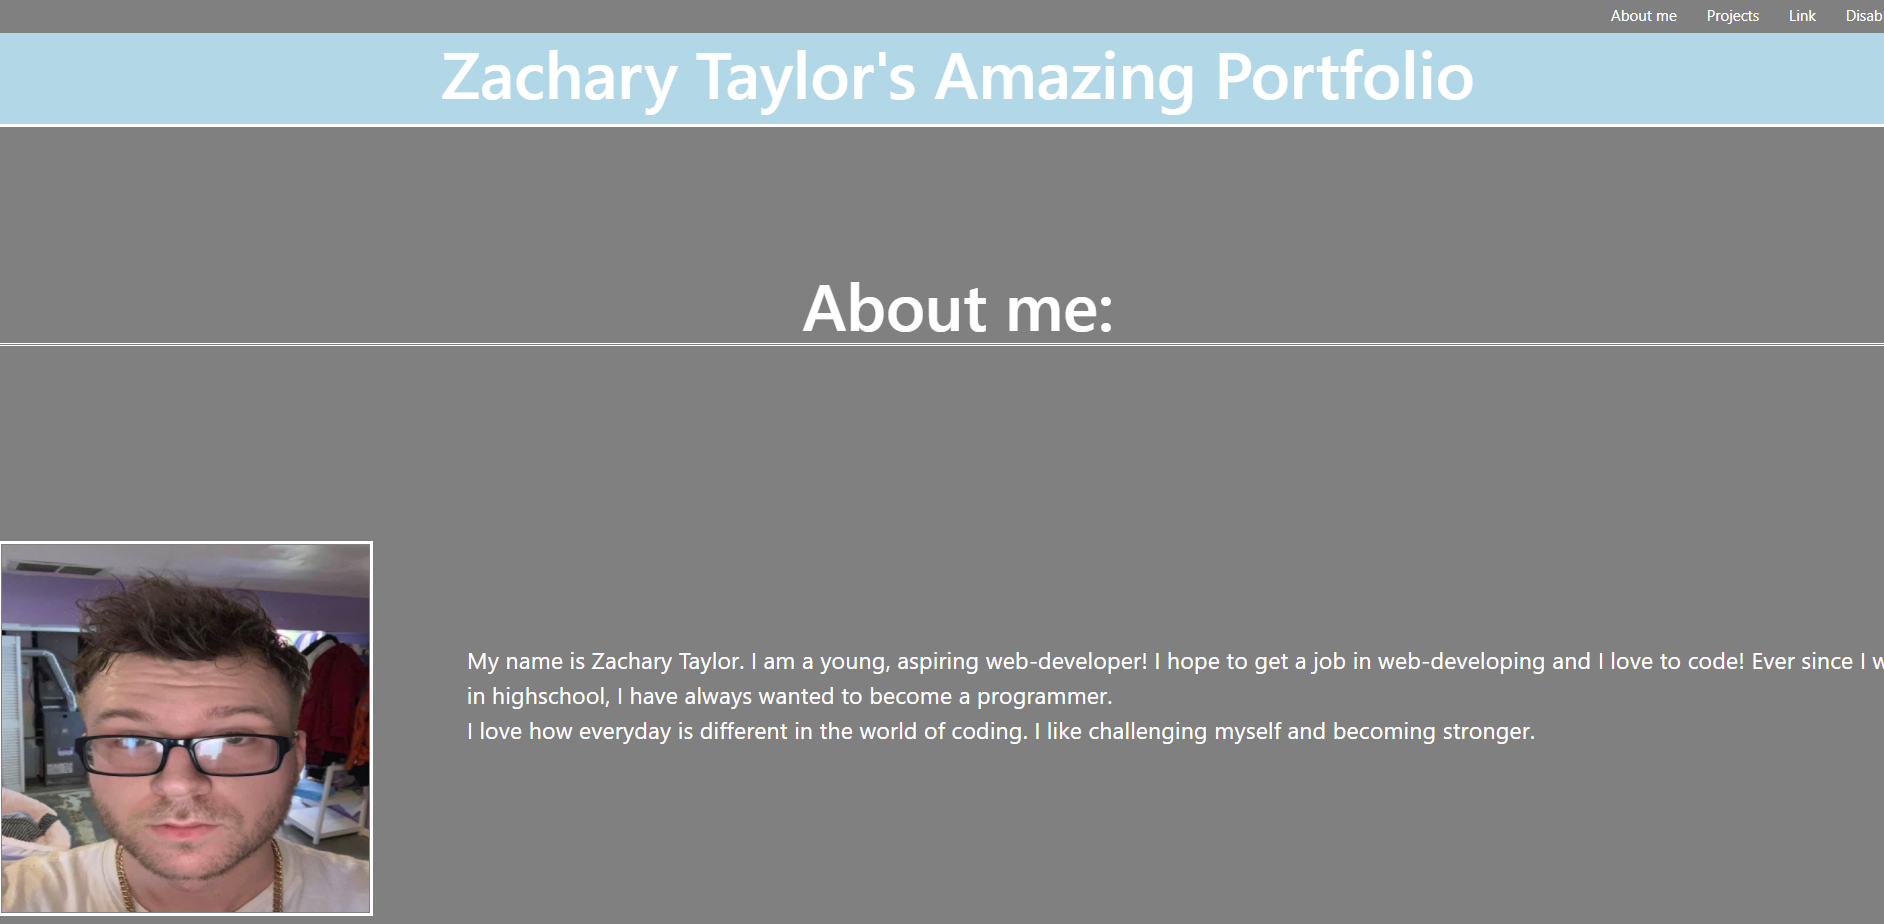 About me Projects Link
Zachary Taylor's Amazing Portfolio
About me:
My name is Zachary Taylor. I am a young, aspiring web-developer! I hope to get a job in web-developing and I love to code! Ever since I
in highschool, I have always wanted to become a programmer.
I love how everyday is different in the world of coding. I like challenging myself and becoming stronger.